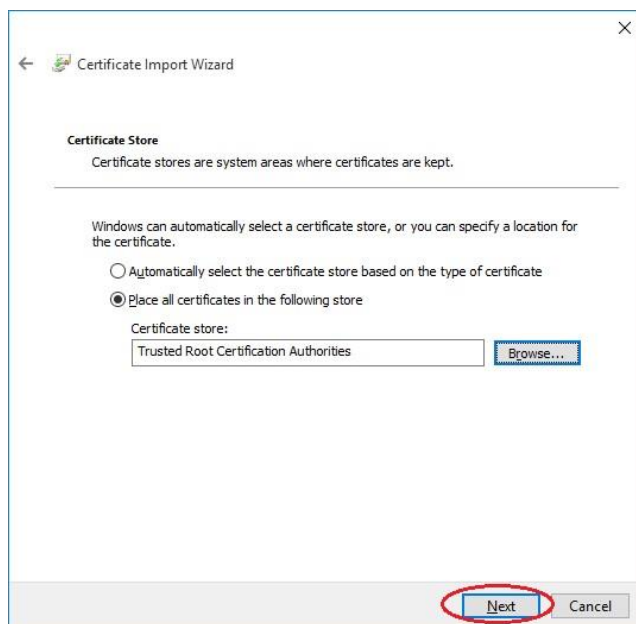 Certificate Import Wizard
Certificate Store
Certificate stores are system areas where certificates are kept.
Windows can automatically select a certificate store, or you can specify a location for
the certificate.
Automatically select the certificate store based on the type of certificate
Place all certificates in the following store
Certificate store:
Trusted Root Certification Authorities
Browse...
Next
Cancel